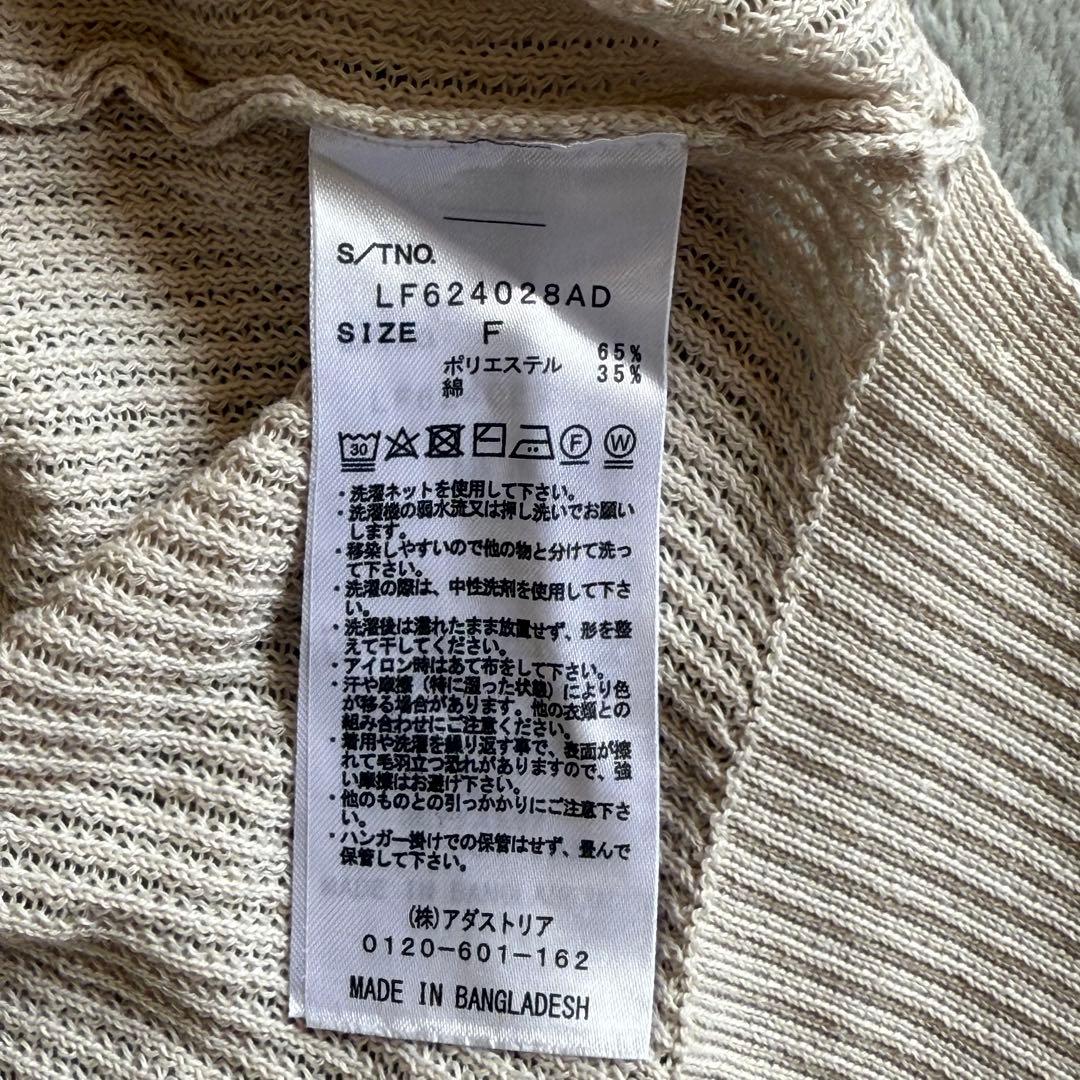 S/TNO.
LF624028AD
SIZE F
ポリエステル 65%
綿 35%
30 F W
・洗濯ネットを使用して下さい。
・洗濯機の弱水流又は押し洗いでお願い
します。
・移染しやすいので他の物と分けて洗っ
て下さい。
・洗濯の際は、中性洗剤を使用して下さ
い。
・洗濯後は濡れたまま放置せず、形を整
えて干してください。
・アイロン時はあて布をして下さい。
・汗や摩擦（特に湿った状態）により色
が移る場合があります。他の衣類との
組み合わせにご注意ください。
・着用や洗濯を繰り返す事で、表面が擦
れて毛羽立つ恐れがありますので、強
い摩擦はお避け下さい。
・他のものとの引っかかりにご注意下さ
い。
・ハンガー掛けでの保管はせず、畳んで
保管して下さい。
(株)アダストリア
0120-601-162
MADE IN BANGLADESH